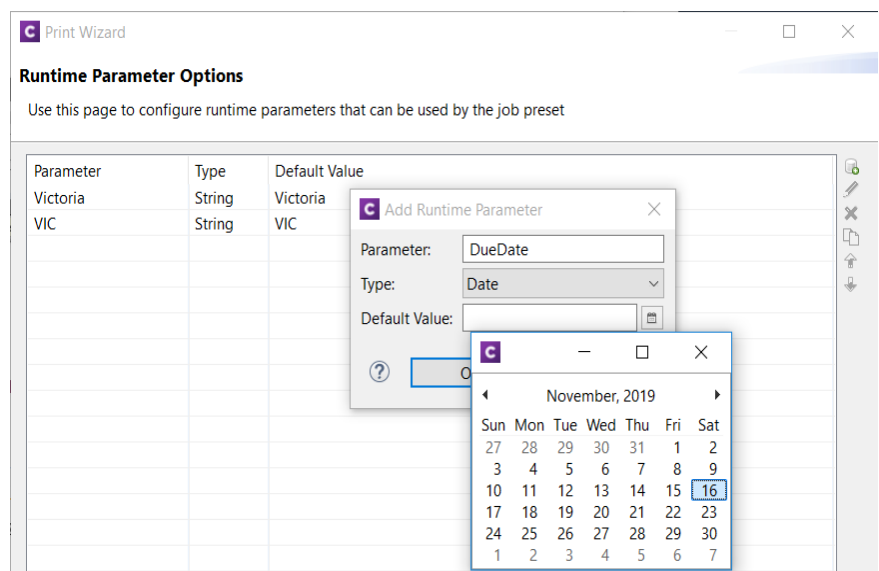 C Print Wizard
Runtime Parameter Options
Use this page to configure runtime parameters that can be used by the job preset
Parameter Type Default Value
Victoria String Victoria
VIC String VIC
C Add Runtime Parameter
Parameter: DueDate
Type: Date
Default Value:
?
C
November, 2019
Sun Mon Tue Wed Thu Fri Sat
27 28 29 30 31 1 2
3 4 5 6 7 8 9
10 11 12 13 14 15 16
17 18 19 20 21 22 23
24 25 26 27 28 29 30
1 2 3 4 5 6 7